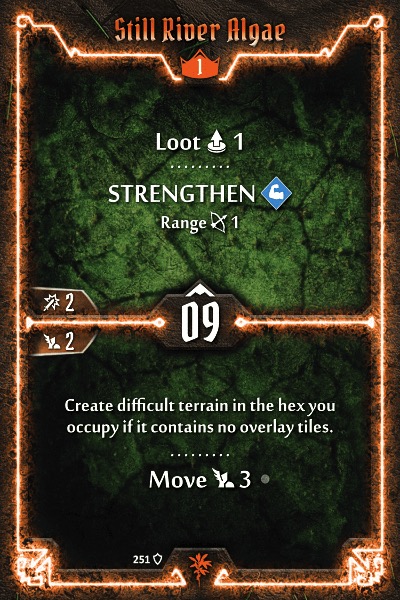 Still River Algae
1
Loot 1
STRENGTHEN
Range 1
2
09
2
Create difficult terrain in the hex you
occupy if it contains no overlay tiles.
Move 3
251